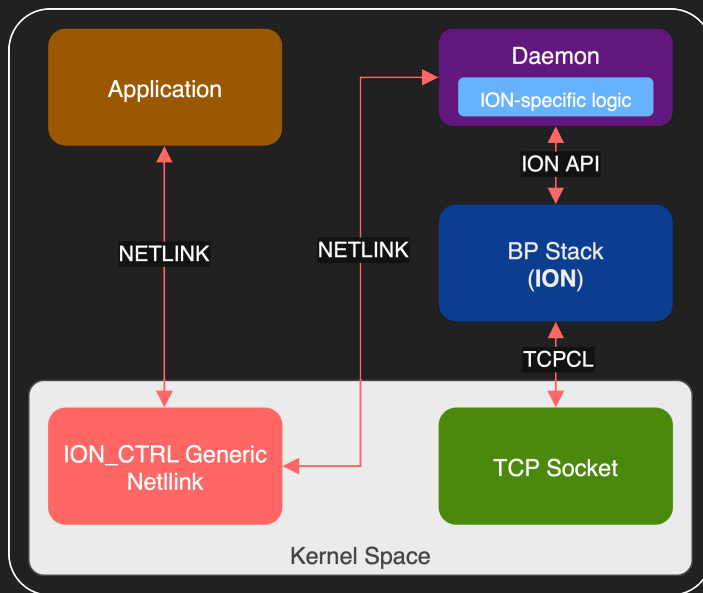 Application
Daemon
ION-specific logic
ION API
NETLINK
NETLINK
BP Stack
(ION)
TCPCL
ION_CTRL Generic
Netllink
TCP Socket
Kernel Space